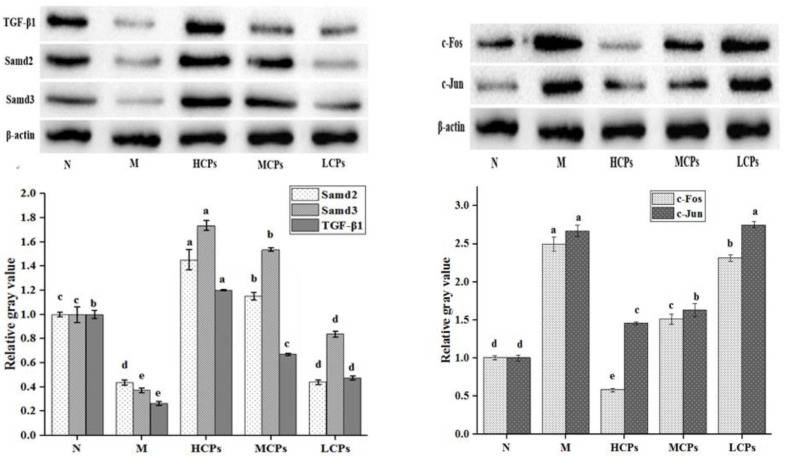 TGF-β1
Samd2
Samd3
β-actin
N M HCPs MCPs LCPs
c-Fos
c-Jun
β-actin
N M HCPs MCPs LCPs
Relative gray value
2.0
1.8
1.6
1.4
1.2
1.0
0.8
0.6
0.4
0.2
0.0
Samd2
Samd3
TGF-β1
c c b
d e e
a a a
b b c
d d d
N M HCPs MCPs LCPs
Relative gray value
3.0
2.5
2.0
1.5
1.0
0.5
0.0
c-Fos
c-Jun
d d
a a
e c
c b
b a
N M HCPs MCPs LCPs